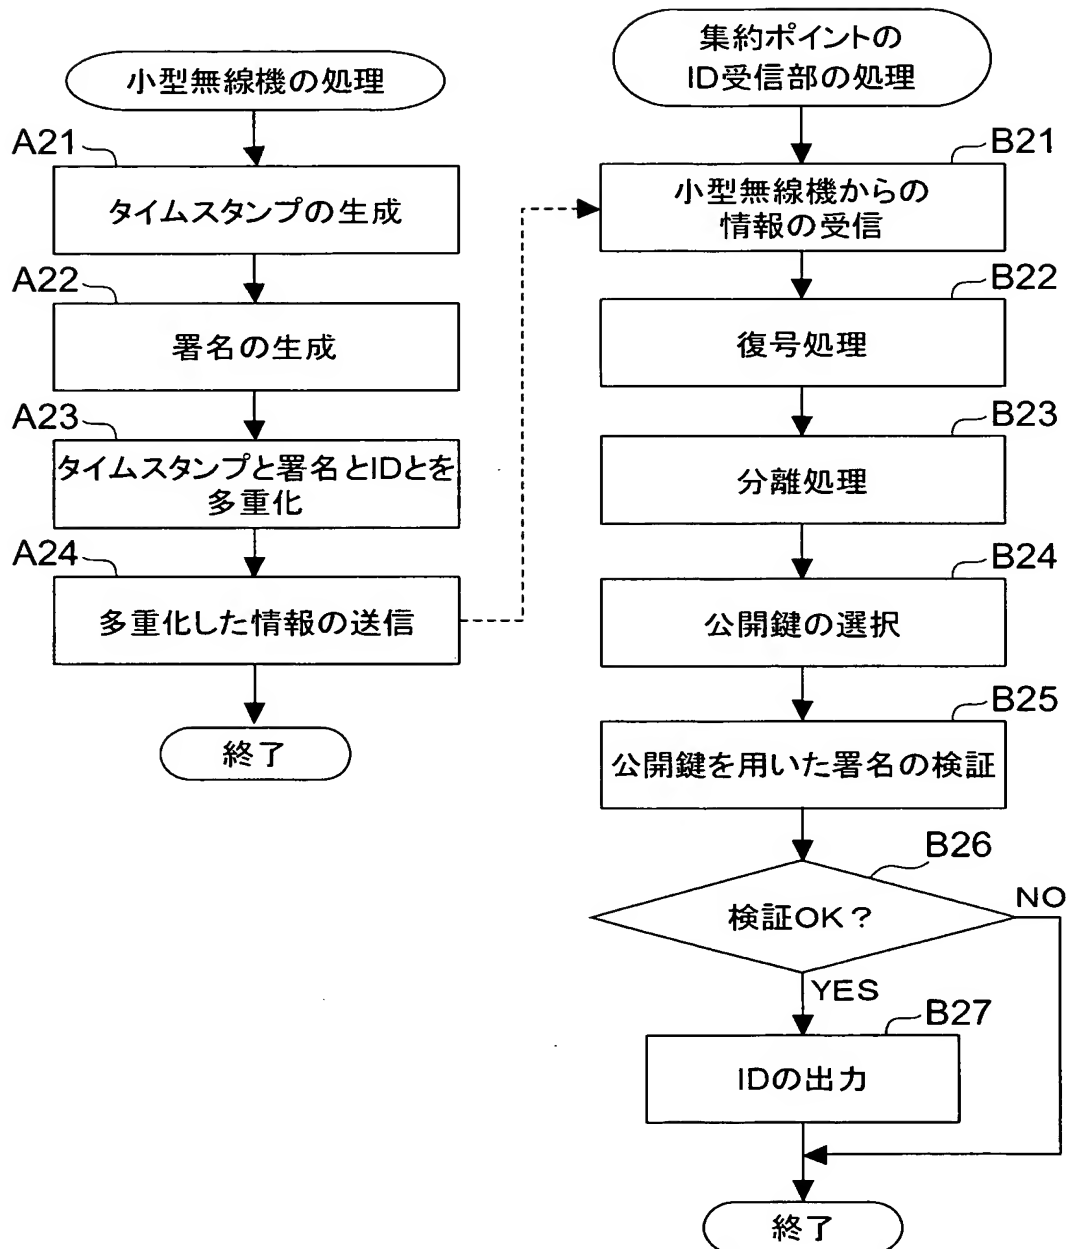 小型無線機の処理
A21
タイムスタンプの生成
A22
署名の生成
A23
タイムスタンプと署名とIDとを
多重化
A24
多重化した情報の送信
終了
集約ポイントの
ID受信部の処理
B21
小型無線機からの
情報の受信
B22
復号処理
B23
分離処理
B24
公開鍵の選択
B25
公開鍵を用いた署名の検証
B26
検証OK?
NO
YES
B27
IDの出力
終了